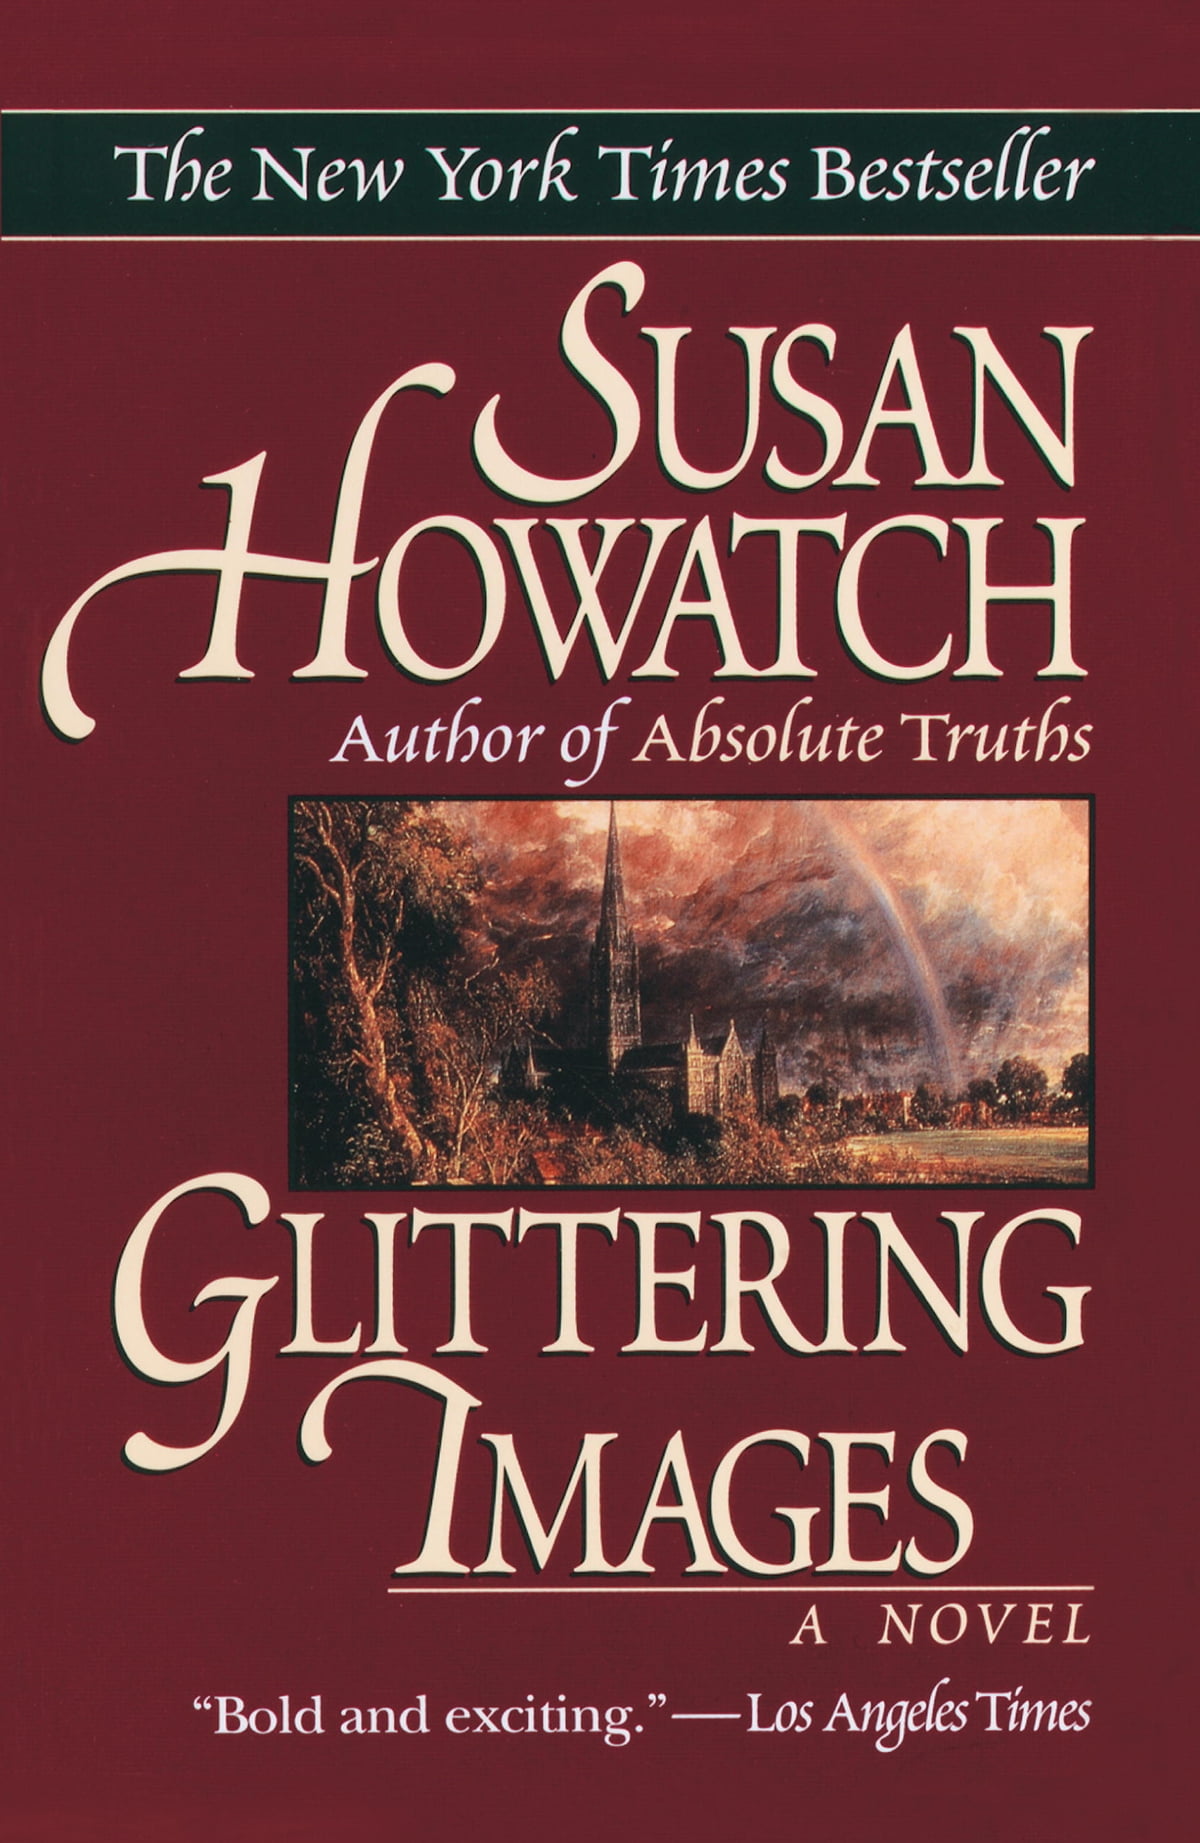 The New York Times Bestseller
SUSAN
HOWATCH
Author of Absolute Truths
GLITTERING
IMAGES
A NOVEL
“Bold and exciting.”—Los Angeles Times